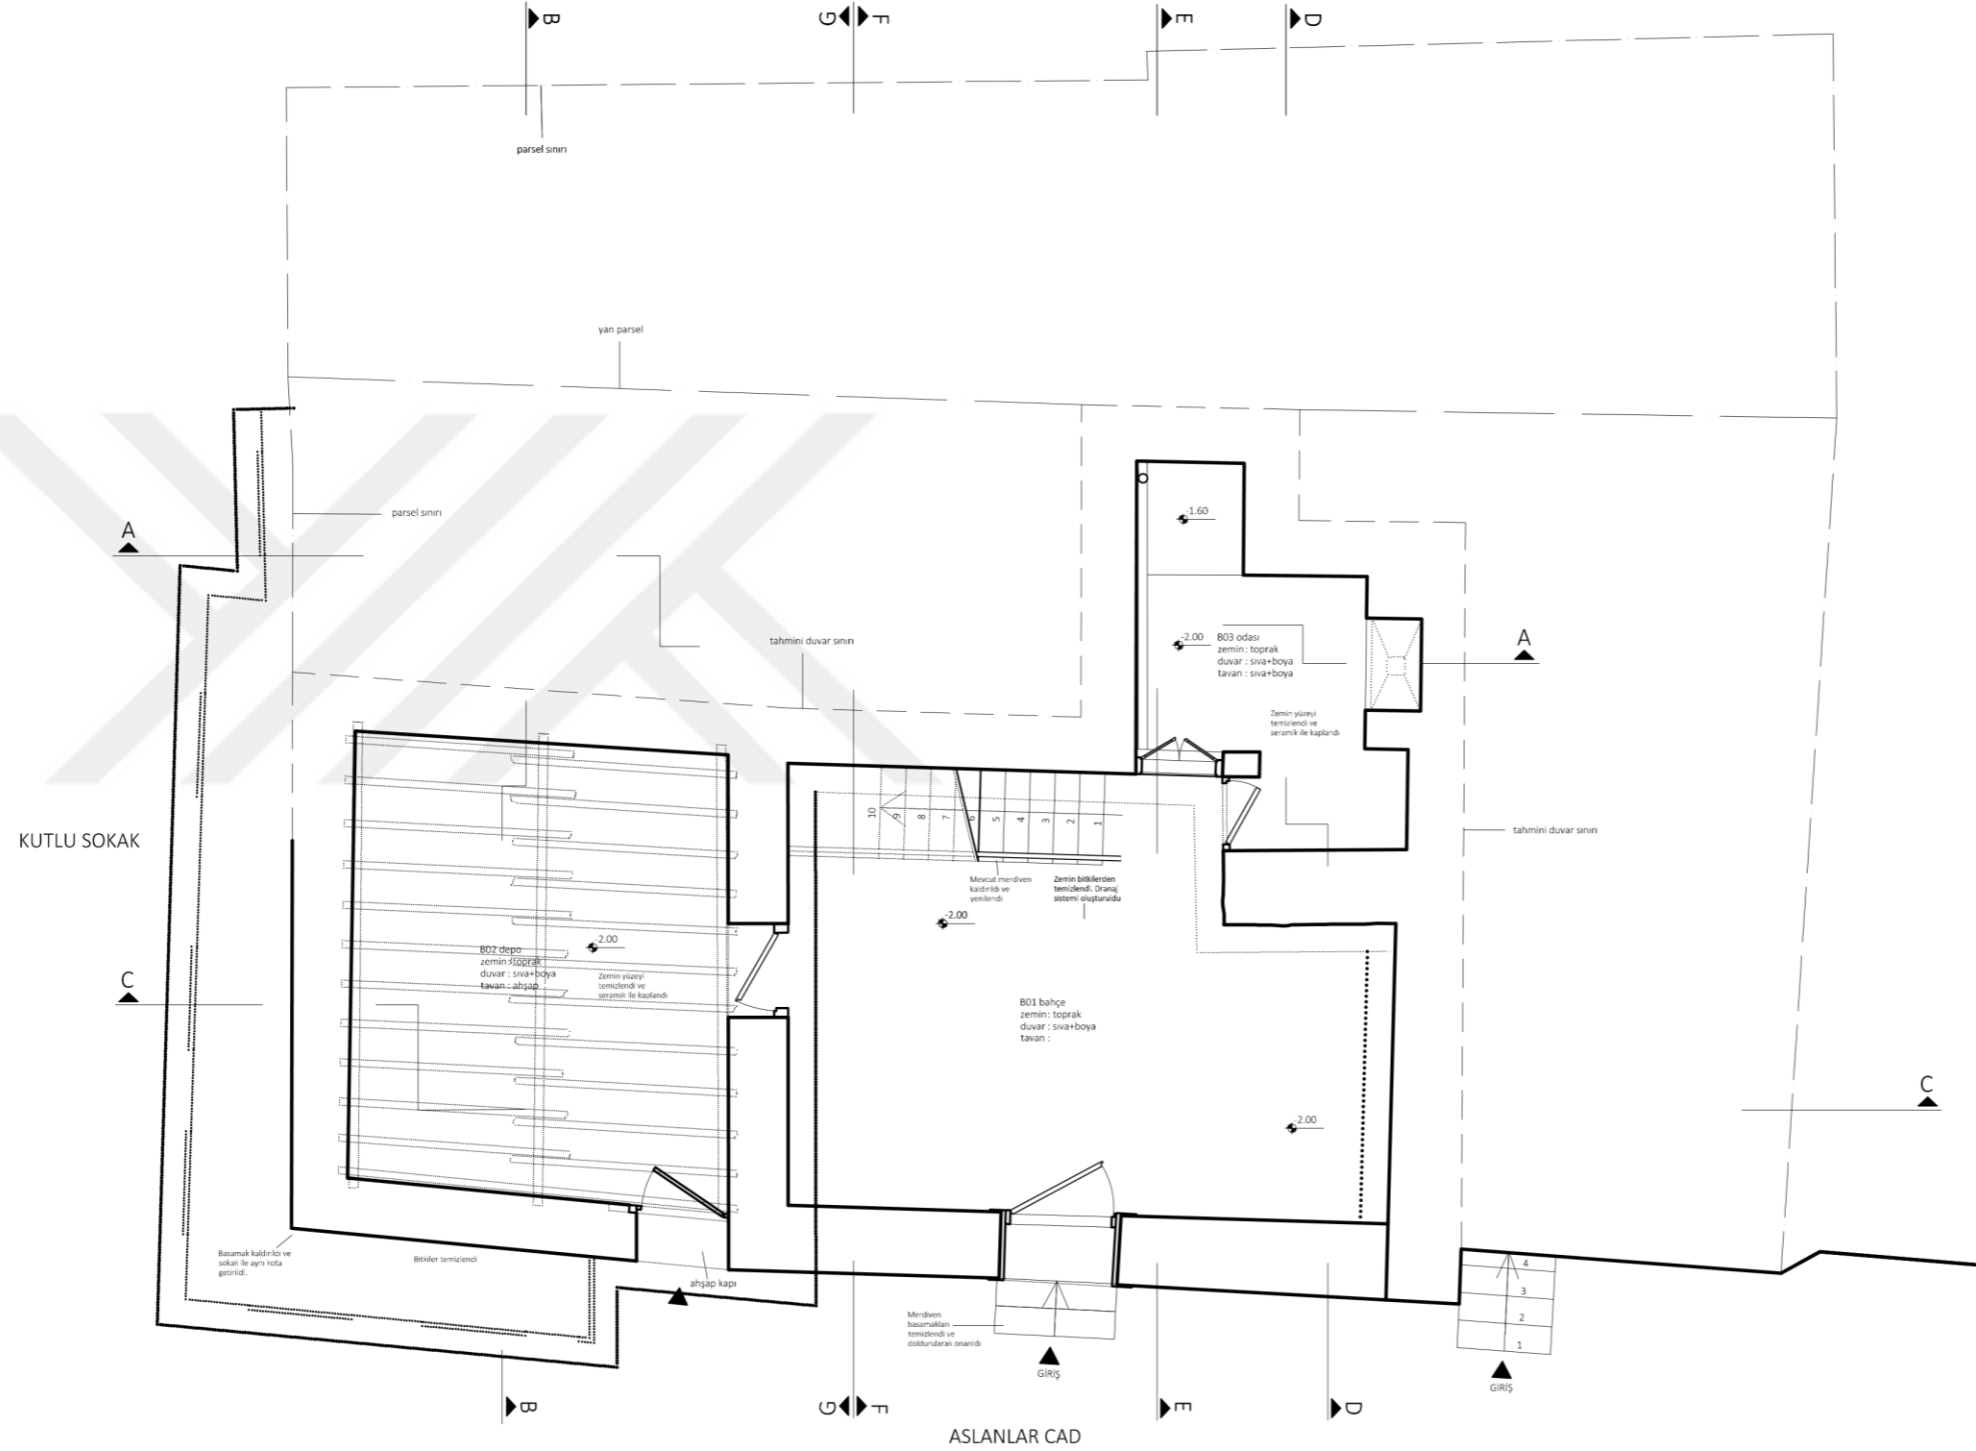 B
G
F
E
D
parsel sınırı
yan parsel
parsel sınırı
A
-1.60
tahmini duvar sınırı
-2.00
B03 odası
zemin : toprak
duvar : sıva+boya
tavan : sıva+boya
A
Zemin yüzeyi
temizlendi ve
seramik ile kaplandı
KUTLU SOKAK
10
9
8
7
6
5
4
3
2
1
tahmini duvar sınırı
Mevcut merdiven
kaldırıldı ve
yenilendi
Zemin bitkilerden
temizlendi. Dranaj
sistemi oluşturuldu
-2.00
-2.00
B02 depo
zemin : toprak
duvar : sıva+boya
tavan : ahşap
Zemin yüzeyi
temizlendi ve
seramik ile kaplandı
C
B01 bahçe
zemin : toprak
duvar : sıva+boya
tavan :
C
-2.00
Basamak kaldırıldı ve
sokak ile aynı kota
getirildi.
Bitkiler temizlendi
ahşap kapı
Merdiven
basamakları
temizlendi ve
doldurularak onarıldı
GİRİŞ
4
3
2
1
GİRİŞ
B
G
F
E
D
ASLANLAR CAD